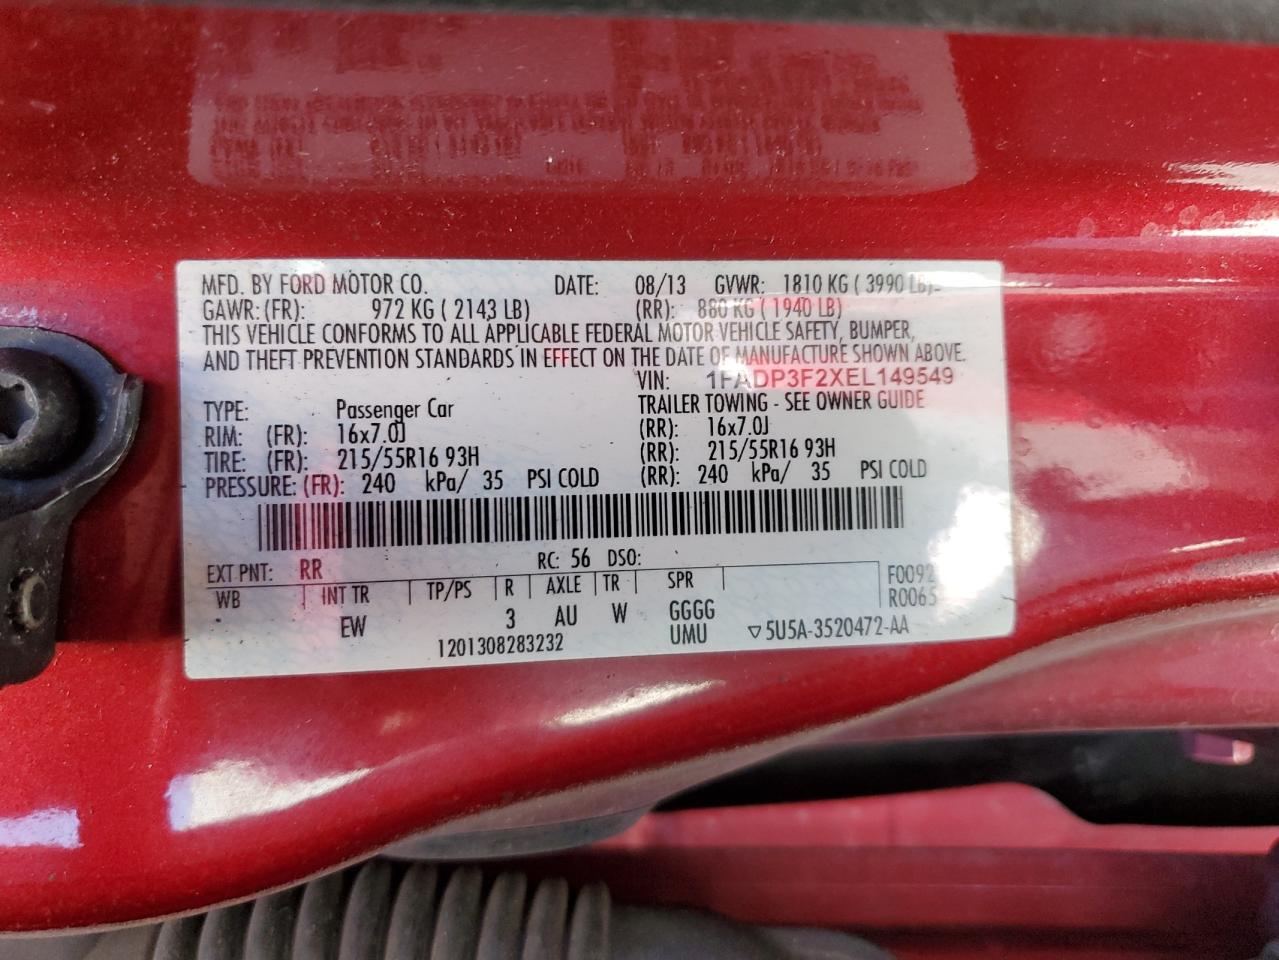 MFD. BY FORD MOTOR CO. DATE: 08/13 GVWR: 1810 KG ( 3990 LB)
GAWR: (FR): 972 KG ( 2143 LB) (RR): 880 KG ( 1940 LB)
THIS VEHICLE CONFORMS TO ALL APPLICABLE FEDERAL MOTOR VEHICLE SAFETY, BUMPER,
AND THEFT PREVENTION STANDARDS IN EFFECT ON THE DATE OF MANUFACTURE SHOWN ABOVE.
VIN: 1FADP3F2XEL149549
TYPE: Passenger Car TRAILER TOWING - SEE OWNER GUIDE
RIM: (FR): 16x7.0J (RR): 16x7.0J
TIRE: (FR): 215/55R16 93H (RR): 215/55R16 93H
PRESSURE: (FR): 240 kPa/ 35 PSI COLD (RR): 240 kPa/ 35 PSI COLD
EXT PNT: RR RC: 56 DSO:
WB INT TR TP/PS R AXLE TR SPR F0092
R0065
EW 3 AU W GGGG
1201308283232 UMU ▽5U5A-3520472-AA